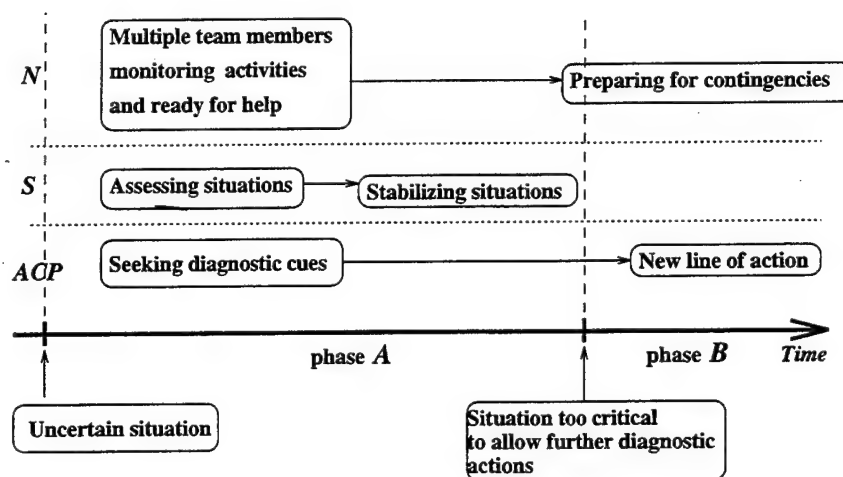 Multiple team members
monitoring activities
and ready for help
N
Preparing for contingencies
S
Assessing situations
Stabilizing situations
ACP
Seeking diagnostic cues
New line of action
phase A
phase B
Time
Uncertain situation
Situation too critical
to allow further diagnostic
actions